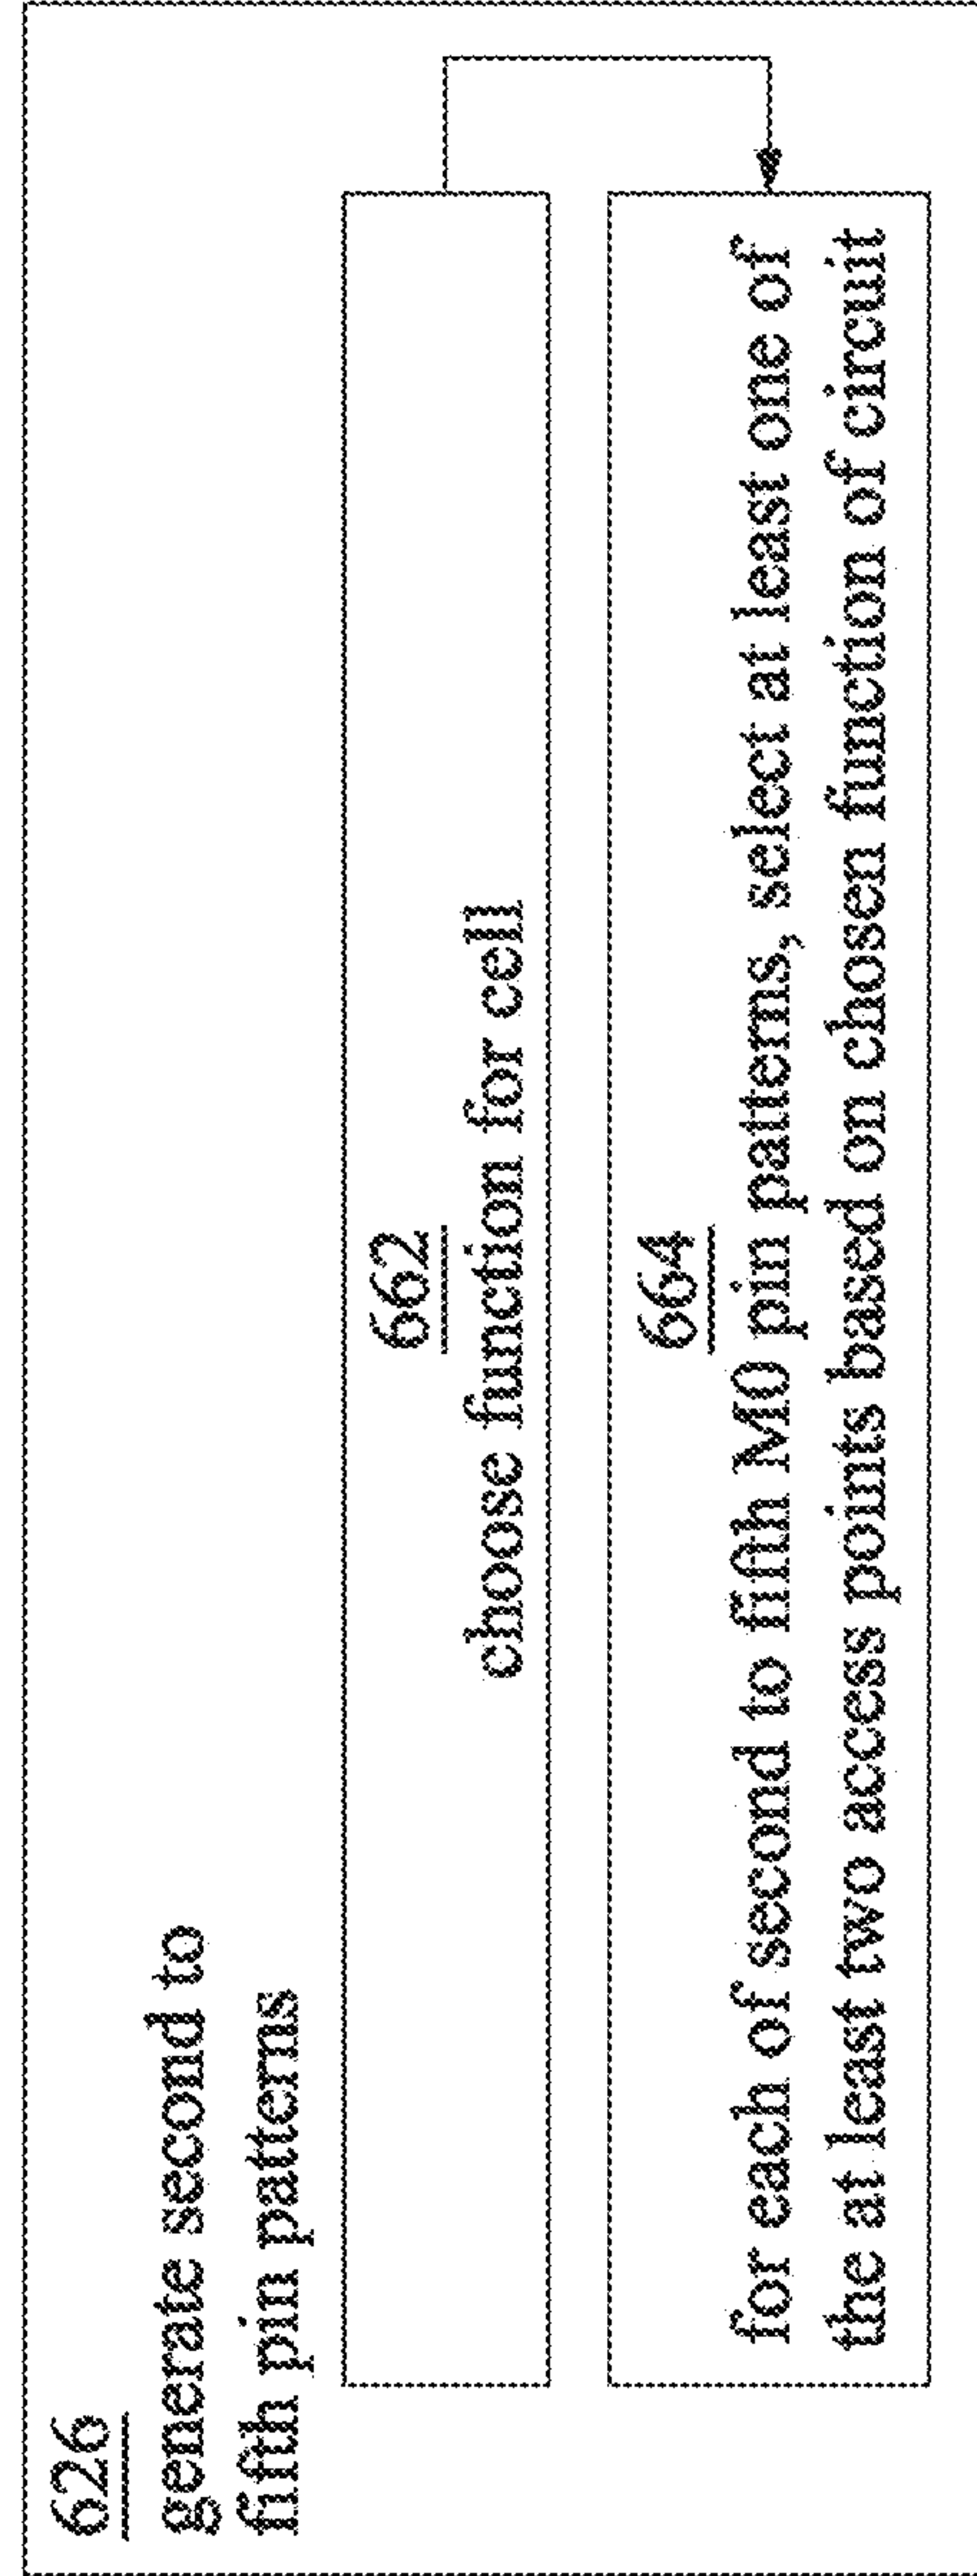 626
generate second to
fifth pin patterns
662
choose function for cell
664
for each of second to fifth M0 pin patterns, select at least one of
the at least two access points based on chosen function of circuit